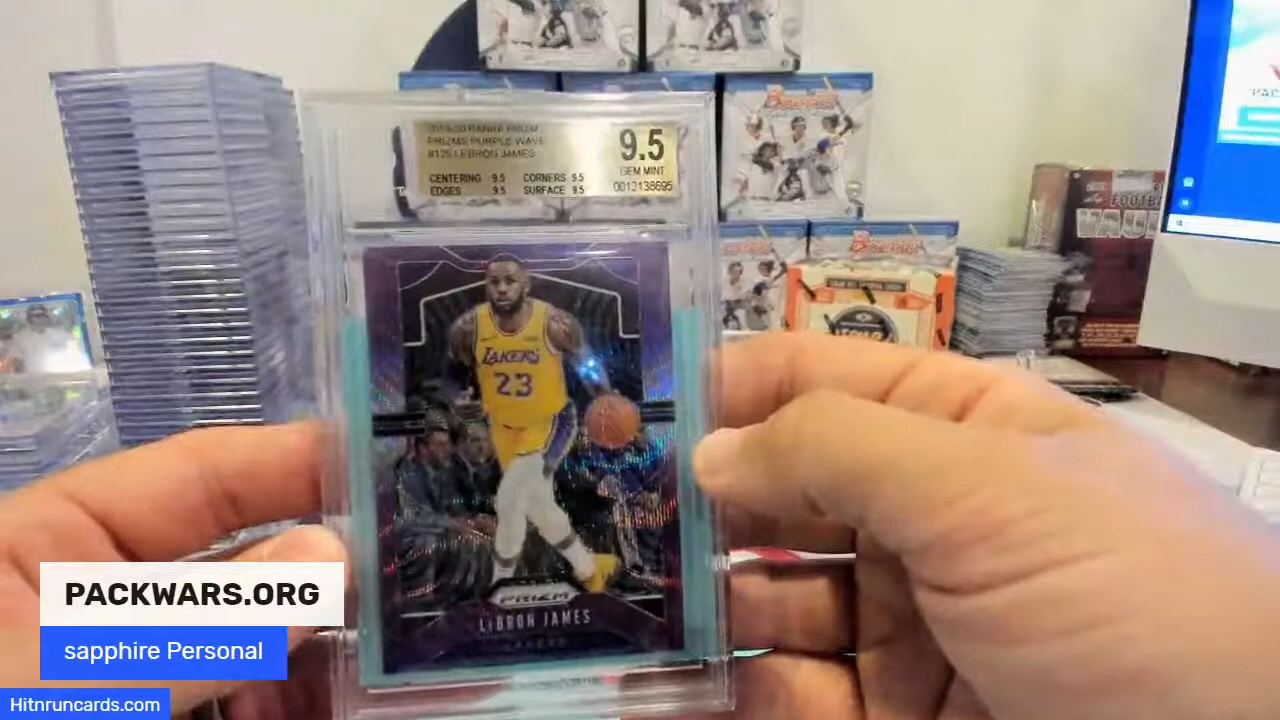 2019-20 PANINI PRIZM
PRIZMS PURPLE WAVE
#129 LEBRON JAMES
CENTERING 9.5 CORNERS 9.5
EDGES 9.5 SURFACE 9.5
9.5
GEM MINT
0012138695
LAKERS
23
PRIZM
LEBRON JAMES
LAKERS
Bowman
Bowman
FOOTBALL
PACKWARS.ORG
sapphire Personal
Hitnruncards.com